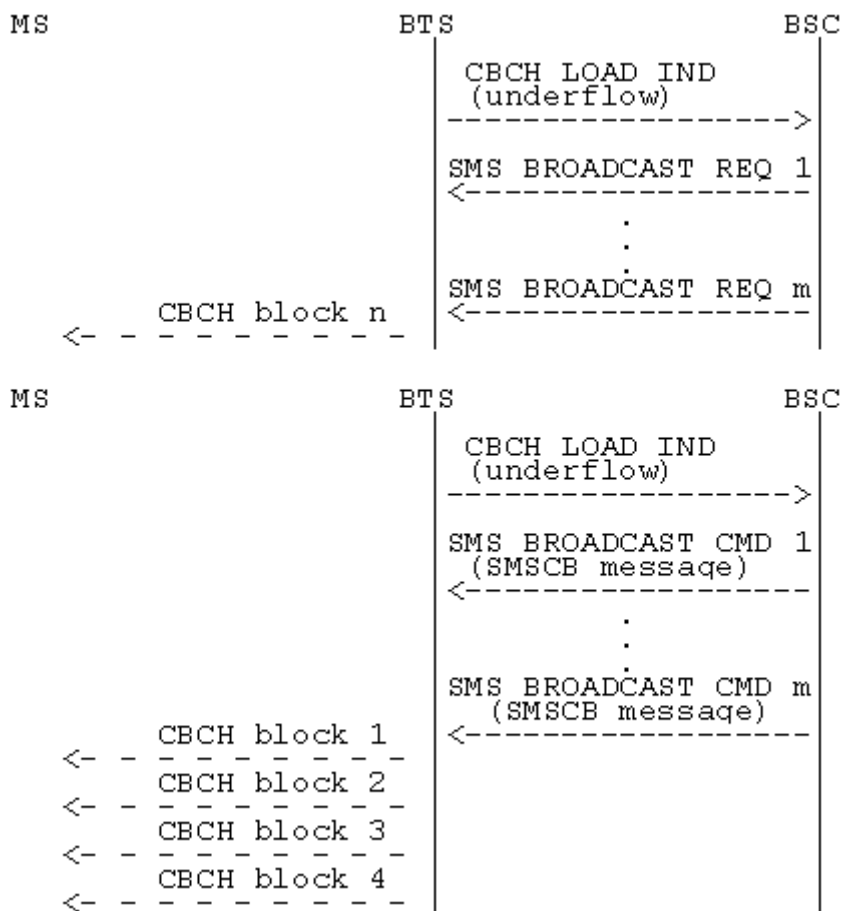 MS BTS BSC
CBCH LOAD IND
(underflow)
SMS BROADCAST REQ 1
.
.
.
SMS BROADCAST REQ m
CBCH block n
MS BTS BSC
CBCH LOAD IND
(underflow)
SMS BROADCAST CMD 1
(SMSCB message)
.
.
.
SMS BROADCAST CMD m
(SMSCB message)
CBCH block 1
CBCH block 2
CBCH block 3
CBCH block 4